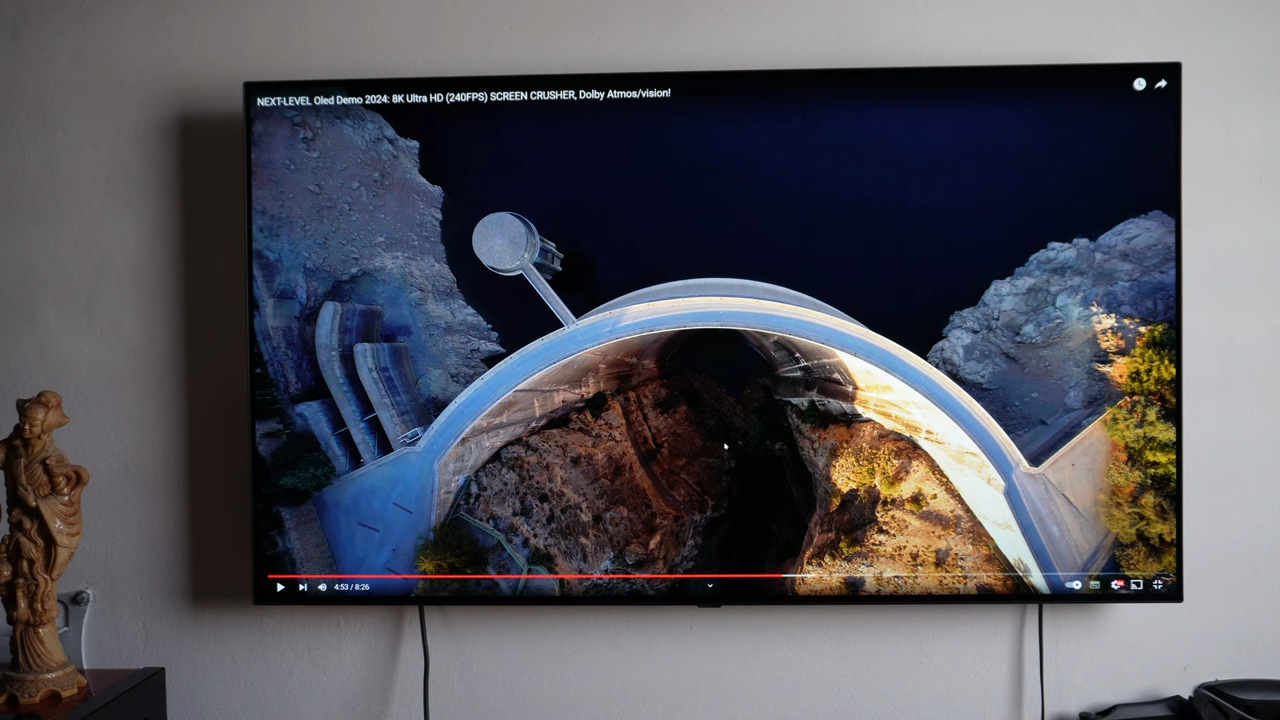 NEXT-LEVEL Oled Demo 2024: 8K Ultra HD (240FPS) SCREEN CRUSHER, Dolby Atmos/vision!
4:53 / 8:26